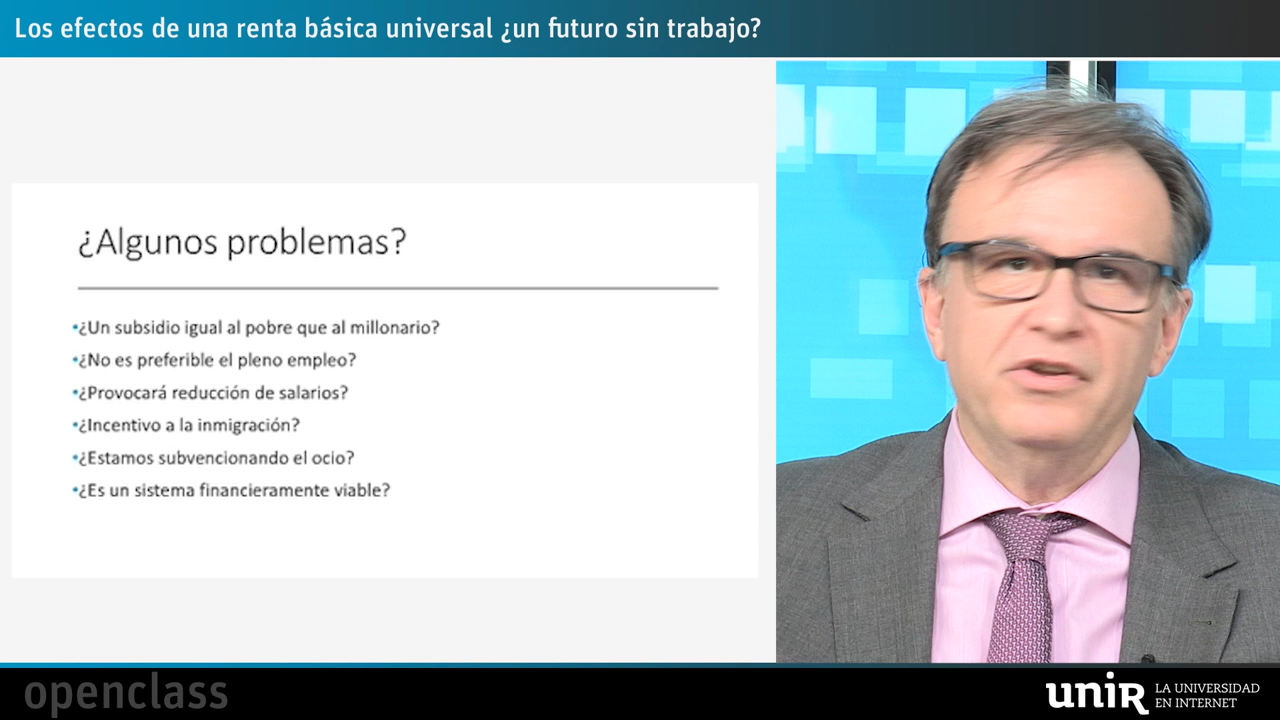 Los efectos de una renta básica universal ¿un futuro sin trabajo?
¿Algunos problemas?
•¿Un subsidio igual al pobre que al millonario?
•¿No es preferible el pleno empleo?
•¿Provocará reducción de salarios?
•¿Incentivo a la inmigración?
•¿Estamos subvencionando el ocio?
•¿Es un sistema financieramente viable?
openclass
unir
LA UNIVERSIDAD
EN INTERNET